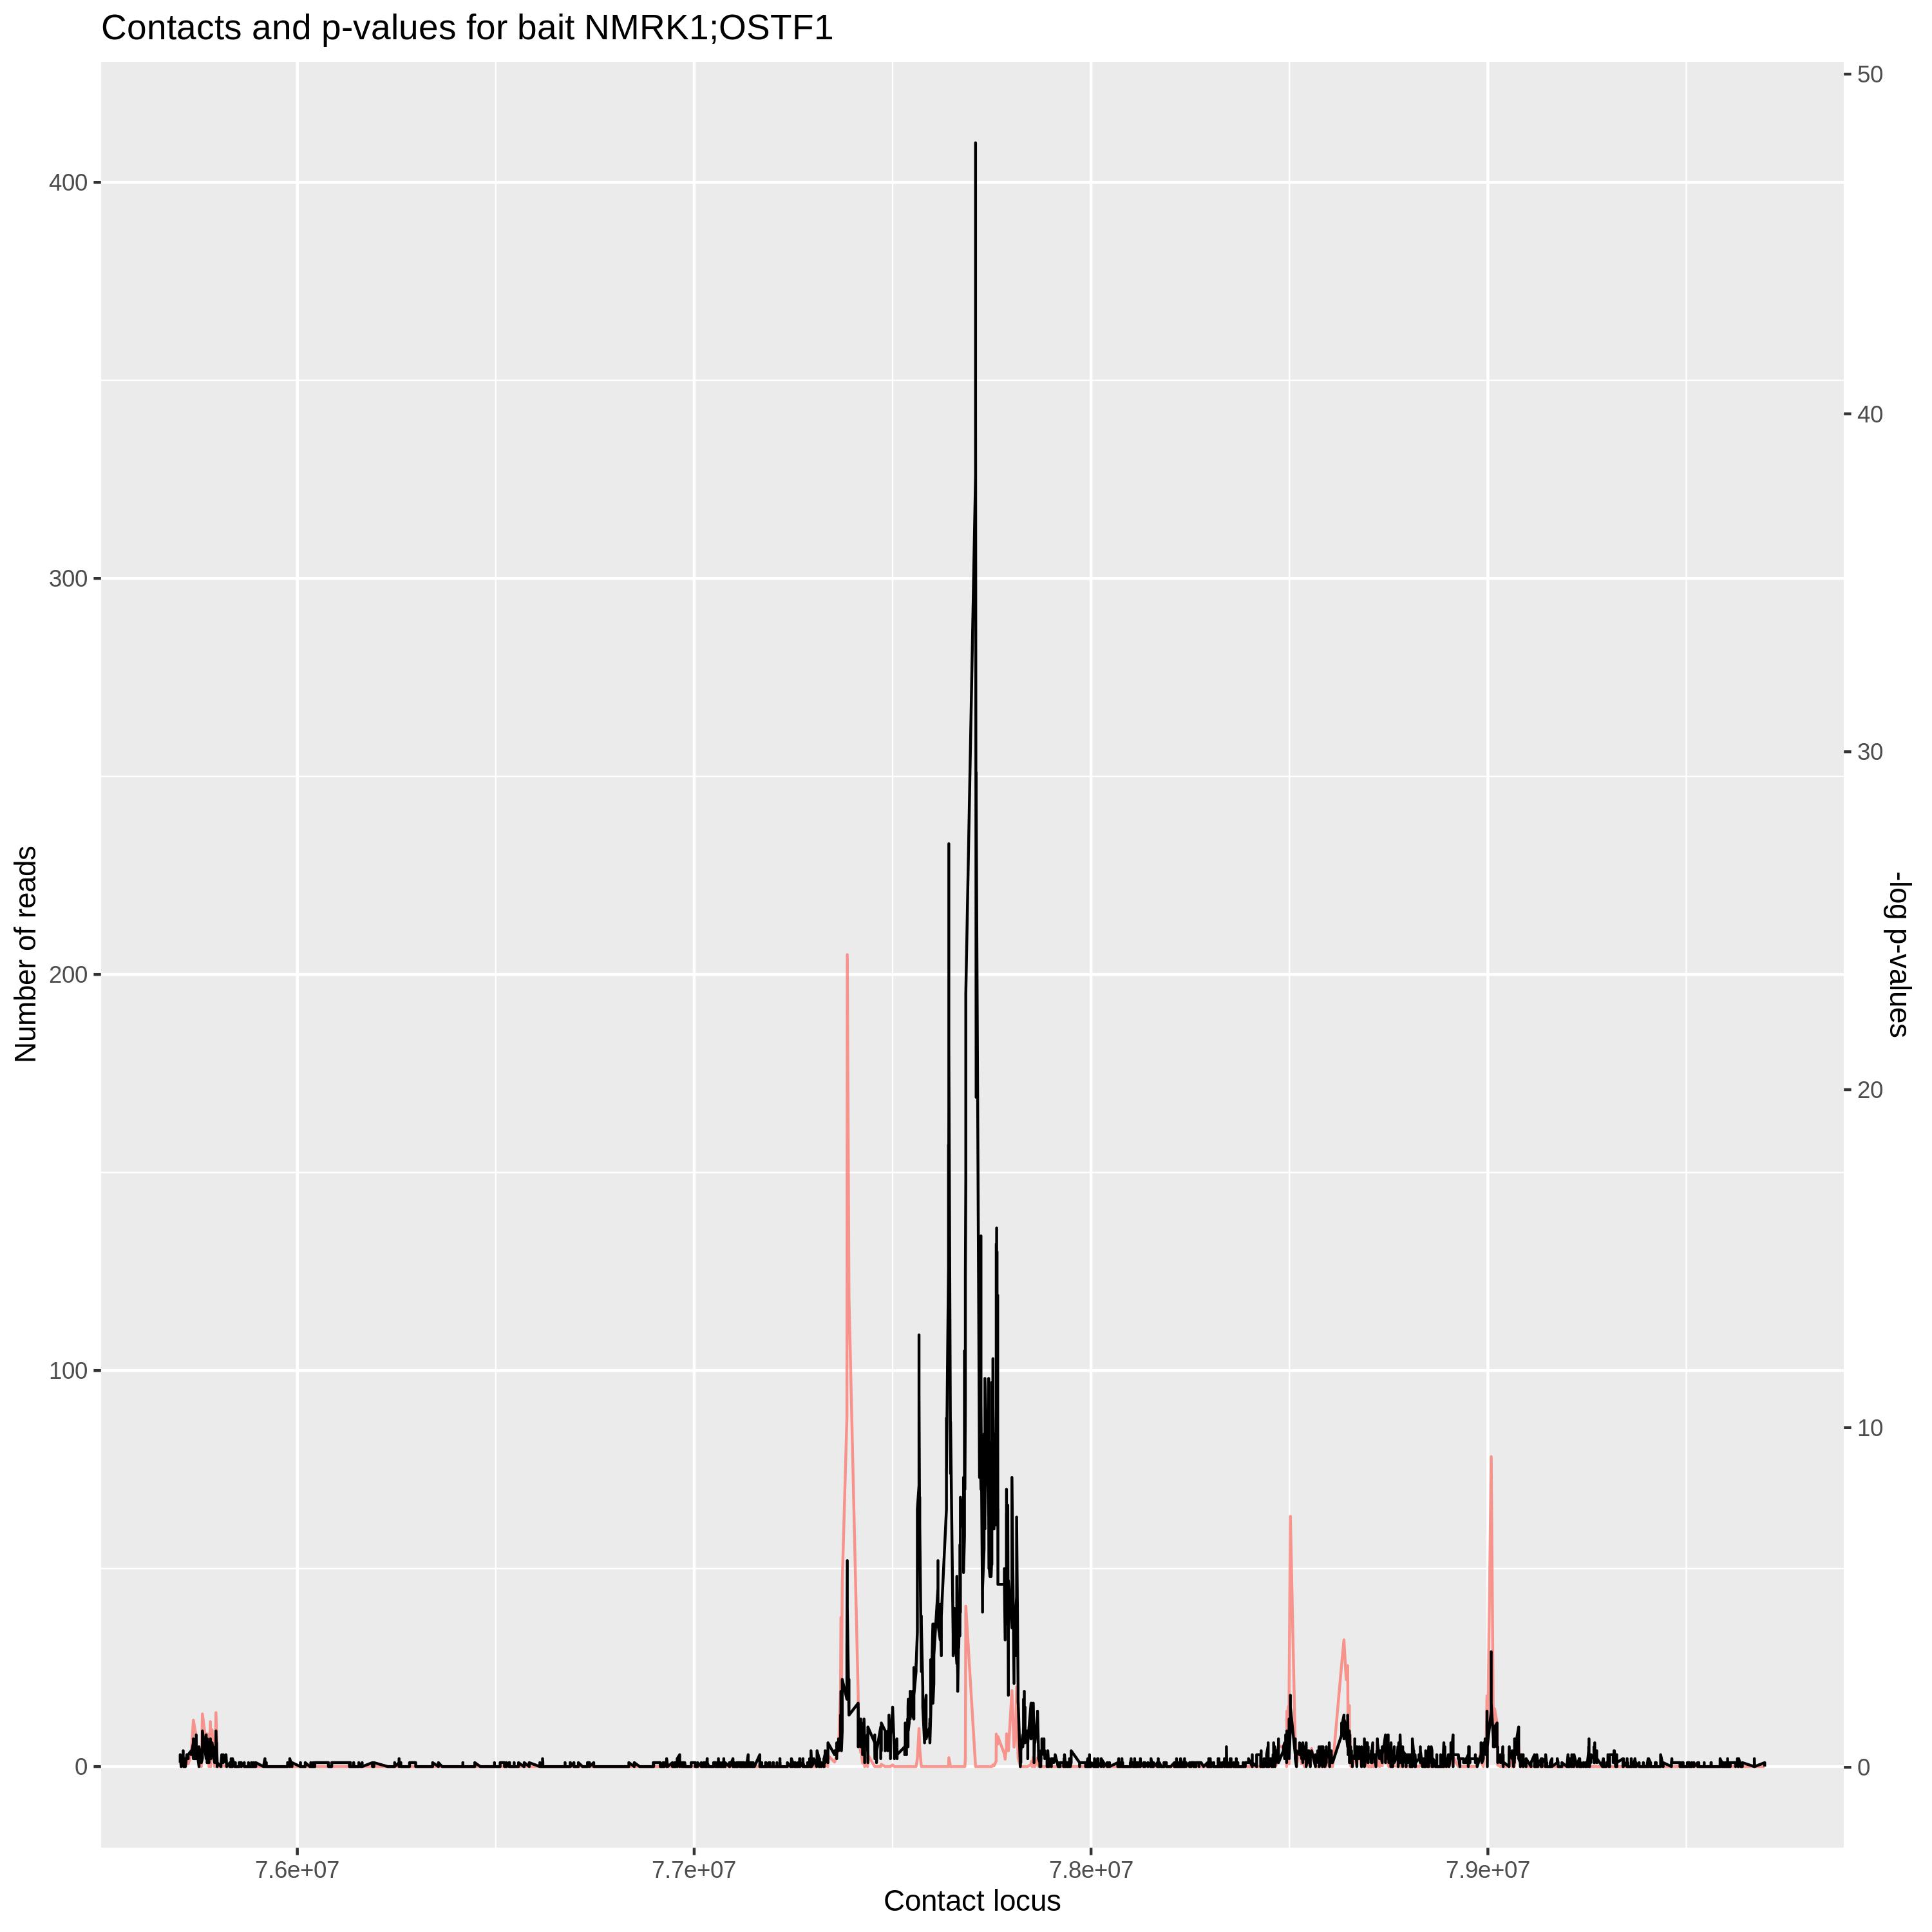 Contacts and p-values for bait NMRK1;OSTF1
50
400
40
300
30
Number of reads
-log p-values
200
20
100
10
0
0
7.6e+07
7.7e+07
7.8e+07
7.9e+07
Contact locus